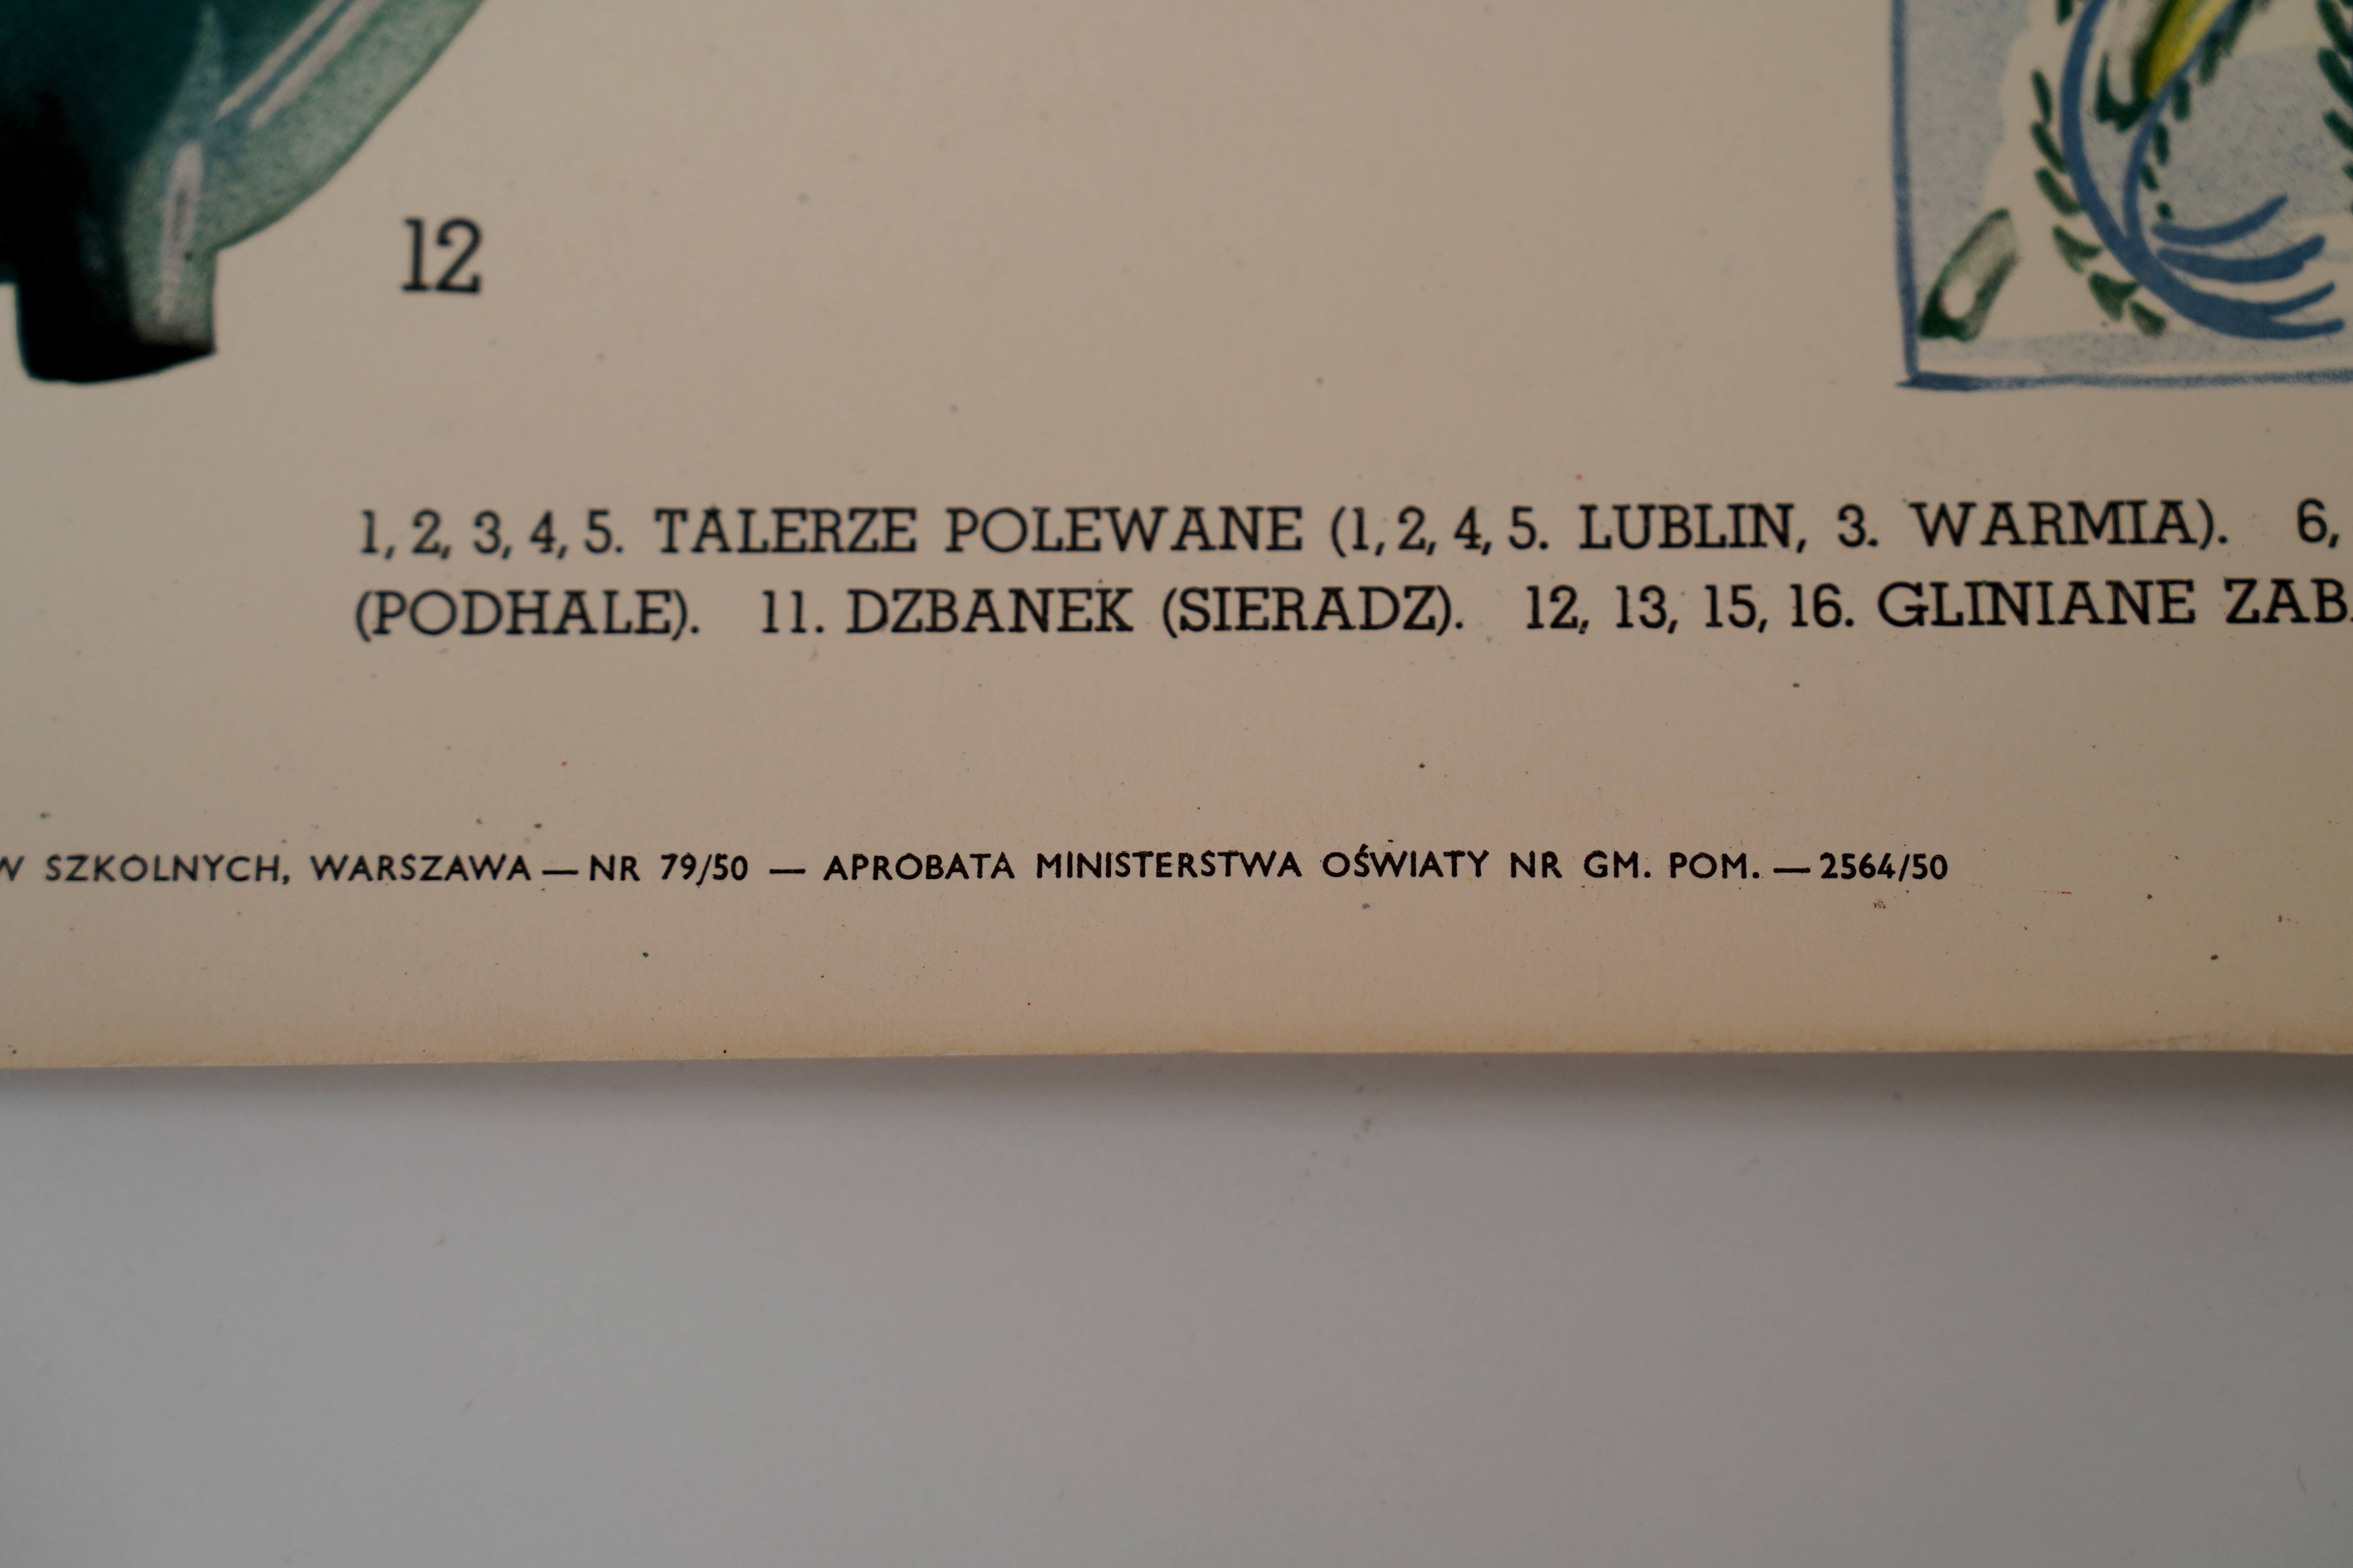 12
1, 2, 3, 4, 5. TALERZE POLEWANE (1, 2, 4, 5. LUBLIN, 3. WARMIA). 6,
(PODHALE). 11. DZBANEK (SIERADZ). 12, 13, 15, 16. GLINIANE ZAB
W SZKOLNYCH, WARSZAWA — NR 79/50 — APROBATA MINISTERSTWA OŚWIATY NR GM. POM. — 2564/50